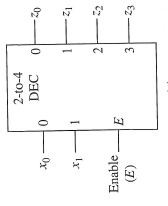 2-to-4
DEC
x₀
0
x₁
1
Enable
(E)
E
0
z₀
1
z₁
2
z₂
3
z₃